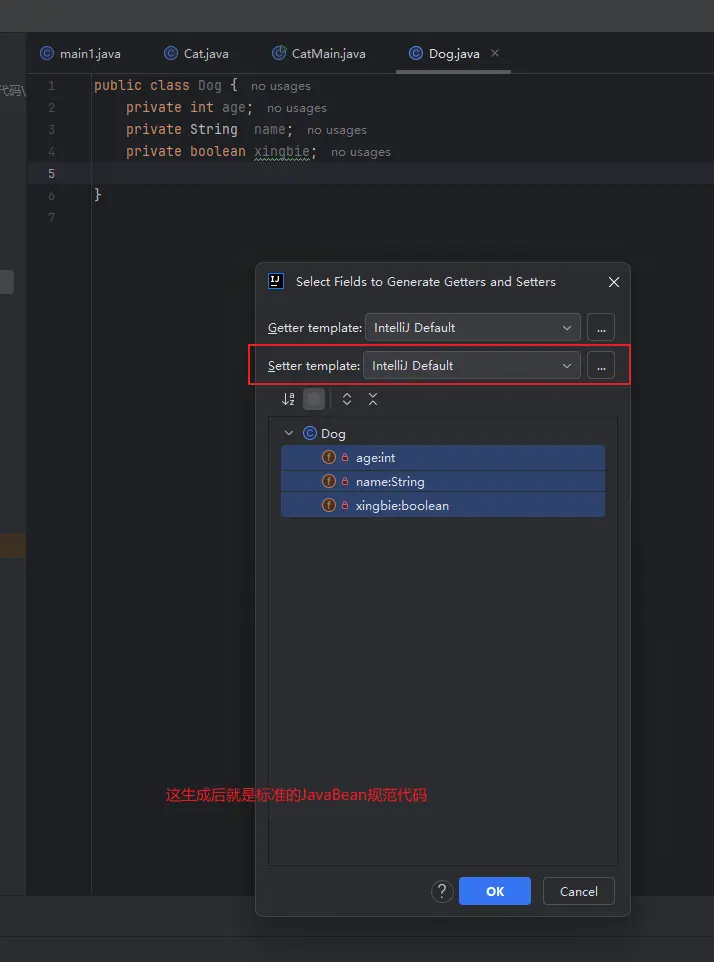 main1.java Cat.java CatMain.java Dog.java
代码\
1 public class Dog { no usages
2 private int age; no usages
3 private String name; no usages
4 private boolean xingbie; no usages
5
6 }
7
Select Fields to Generate Getters and Setters
Getter template: IntelliJ Default ...
Setter template: IntelliJ Default ...
Dog
age:int
name:String
xingbie:boolean
这生成后就是标准的JavaBean规范代码
? OK Cancel